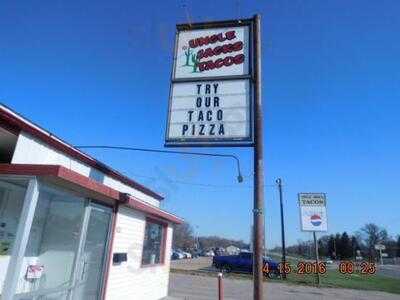 UNCLE
JACKS
TACOS
TRY
OUR
TACO
PIZZA
TACOS
4.15.2016 09:23